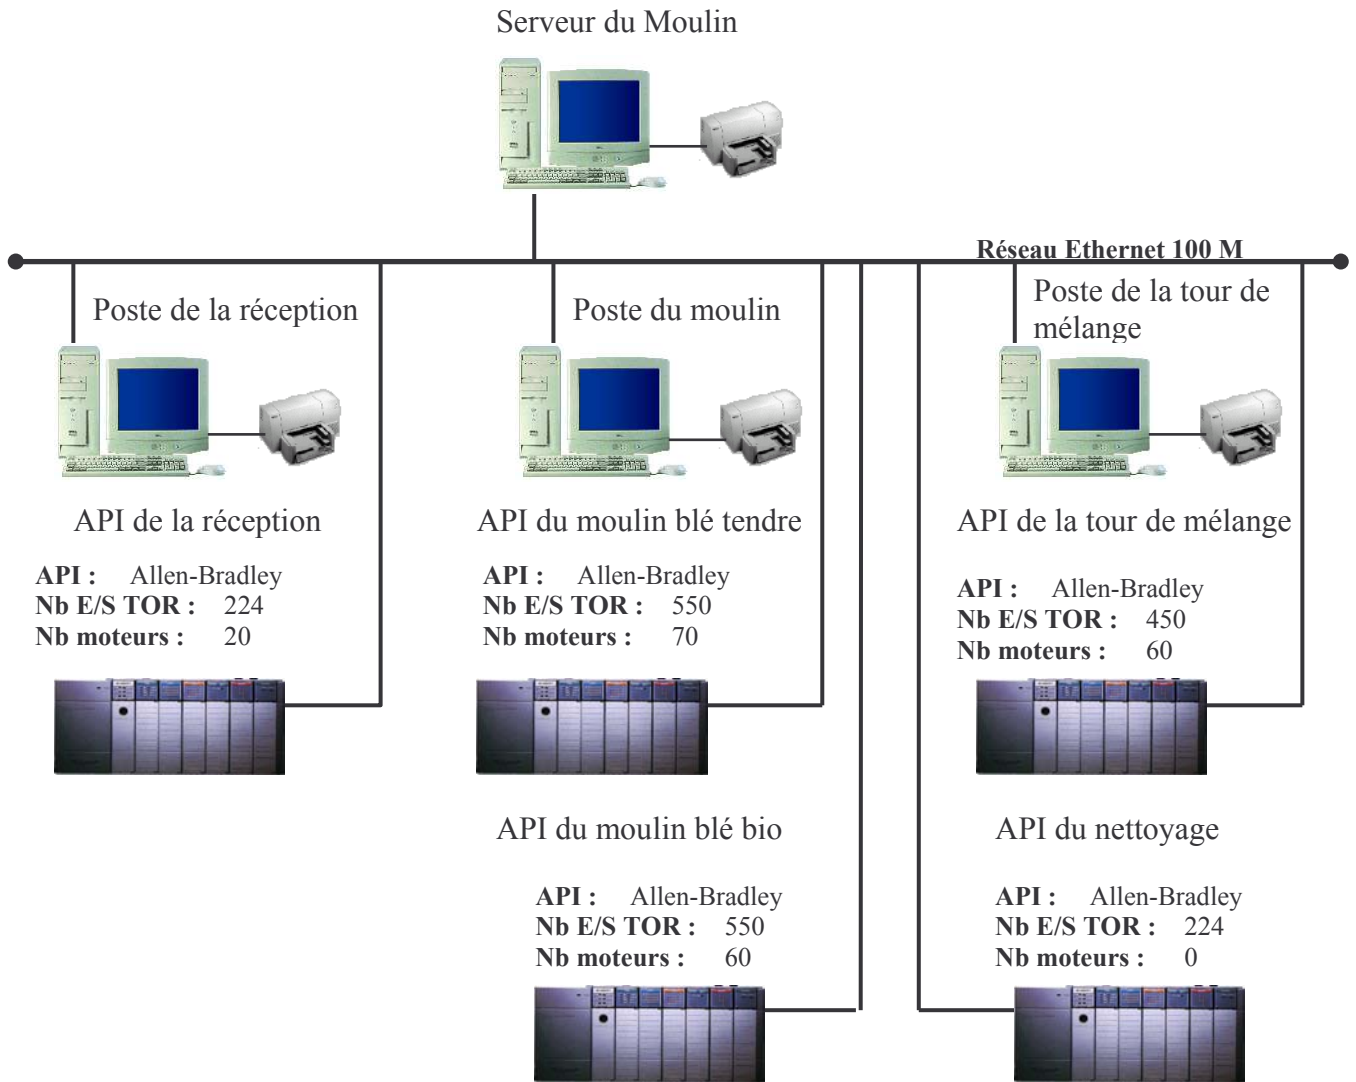 Serveur du Moulin
Réseau Ethernet 100 M
Poste de la réception
Poste du moulin
Poste de la tour de
mélange
API de la réception
API : Allen-Bradley
Nb E/S TOR : 224
Nb moteurs : 20
API du moulin blé tendre
API : Allen-Bradley
Nb E/S TOR : 550
Nb moteurs : 70
API de la tour de mélange
API : Allen-Bradley
Nb E/S TOR : 450
Nb moteurs : 60
API du moulin blé bio
API : Allen-Bradley
Nb E/S TOR : 550
Nb moteurs : 60
API du nettoyage
API : Allen-Bradley
Nb E/S TOR : 224
Nb moteurs : 0